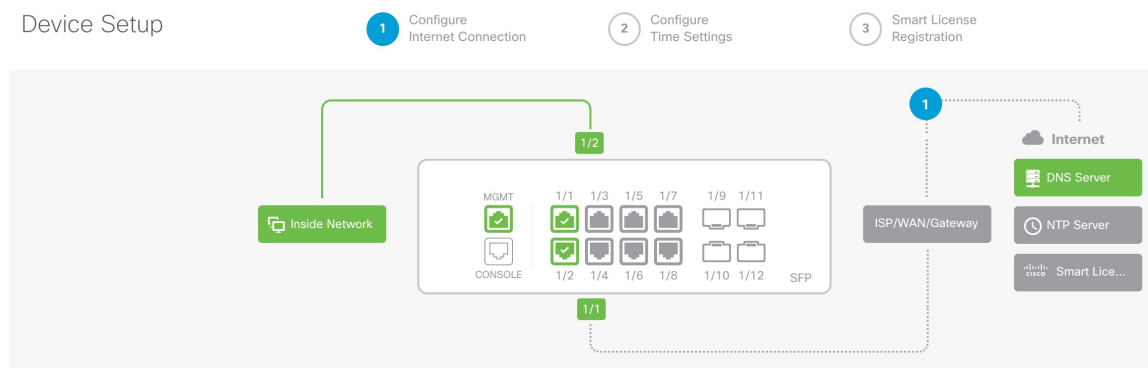 Device Setup
1
Configure
Internet Connection
2
Configure
Time Settings
3
Smart License
Registration
1
Internet
1/2
DNS Server
MGMT
1/1 1/3 1/5 1/7
1/9 1/11
Inside Network
ISP/WAN/Gateway
NTP Server
CONSOLE
1/2 1/4 1/6 1/8
1/10 1/12
SFP
CISCO
Smart Lice...
1/1